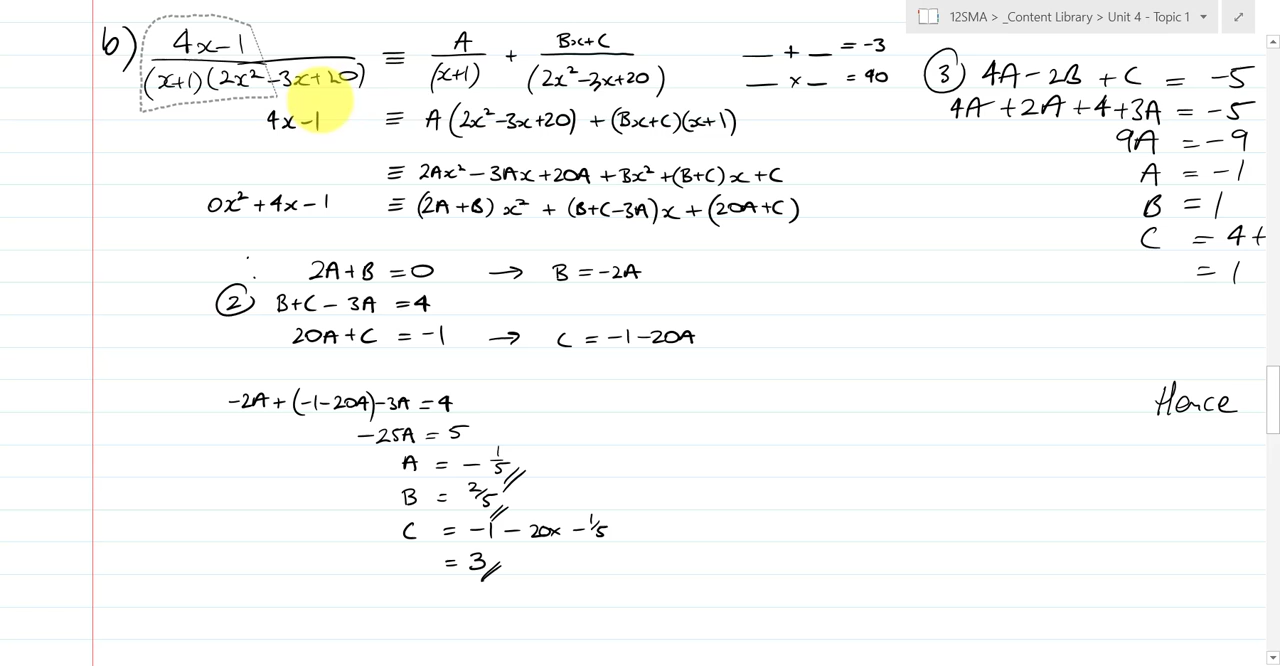 12SMA > _Content Library > Unit 4 - Topic 1
b) (4x-1)/((x+1)(2x²-3x+20)) ≡ A/(x+1) + (Bx+C)/(2x²-3x+20)
__ + __ = -3
__ × __ = 40
4x-1 ≡ A(2x²-3x+20) + (Bx+C)(x+1)
≡ 2Ax² - 3Ax + 20A + Bx² + (B+C)x + C
0x² + 4x - 1 ≡ (2A+B)x² + (B+C-3A)x + (20A+C)
2A+B = 0 → B = -2A
② B+C - 3A = 4
20A+C = -1 → C = -1-20A
-2A + (-1-20A) - 3A = 4
-25A = 5
A = - 1/5
B = 2/5
C = -1 - 20x -1/5
= 3
③ 4A - 2B + C = -5
4A + 2A + 4 + 3A = -5
9A = -9
A = -1
B = 1
C = 4+
= 1
Hence